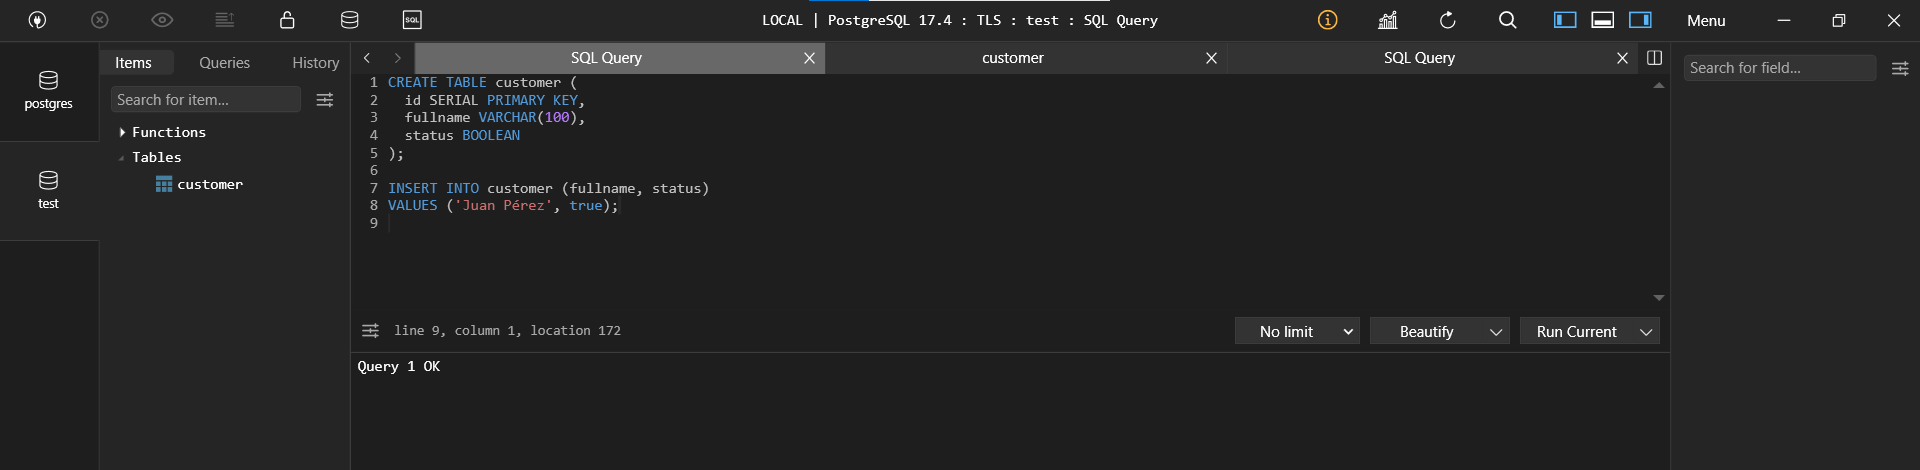 SQL
LOCAL | PostgreSQL 17.4 : TLS : test : SQL Query
Menu
postgres
test
Items Queries History
Search for item...
Functions
Tables
customer
SQL Query customer SQL Query
1 CREATE TABLE customer (
2 id SERIAL PRIMARY KEY,
3 fullname VARCHAR(100),
4 status BOOLEAN
5 );
6
7 INSERT INTO customer (fullname, status)
8 VALUES ('Juan Pérez', true);
9
line 9, column 1, location 172
No limit Beautify Run Current
Query 1 OK
Search for field...